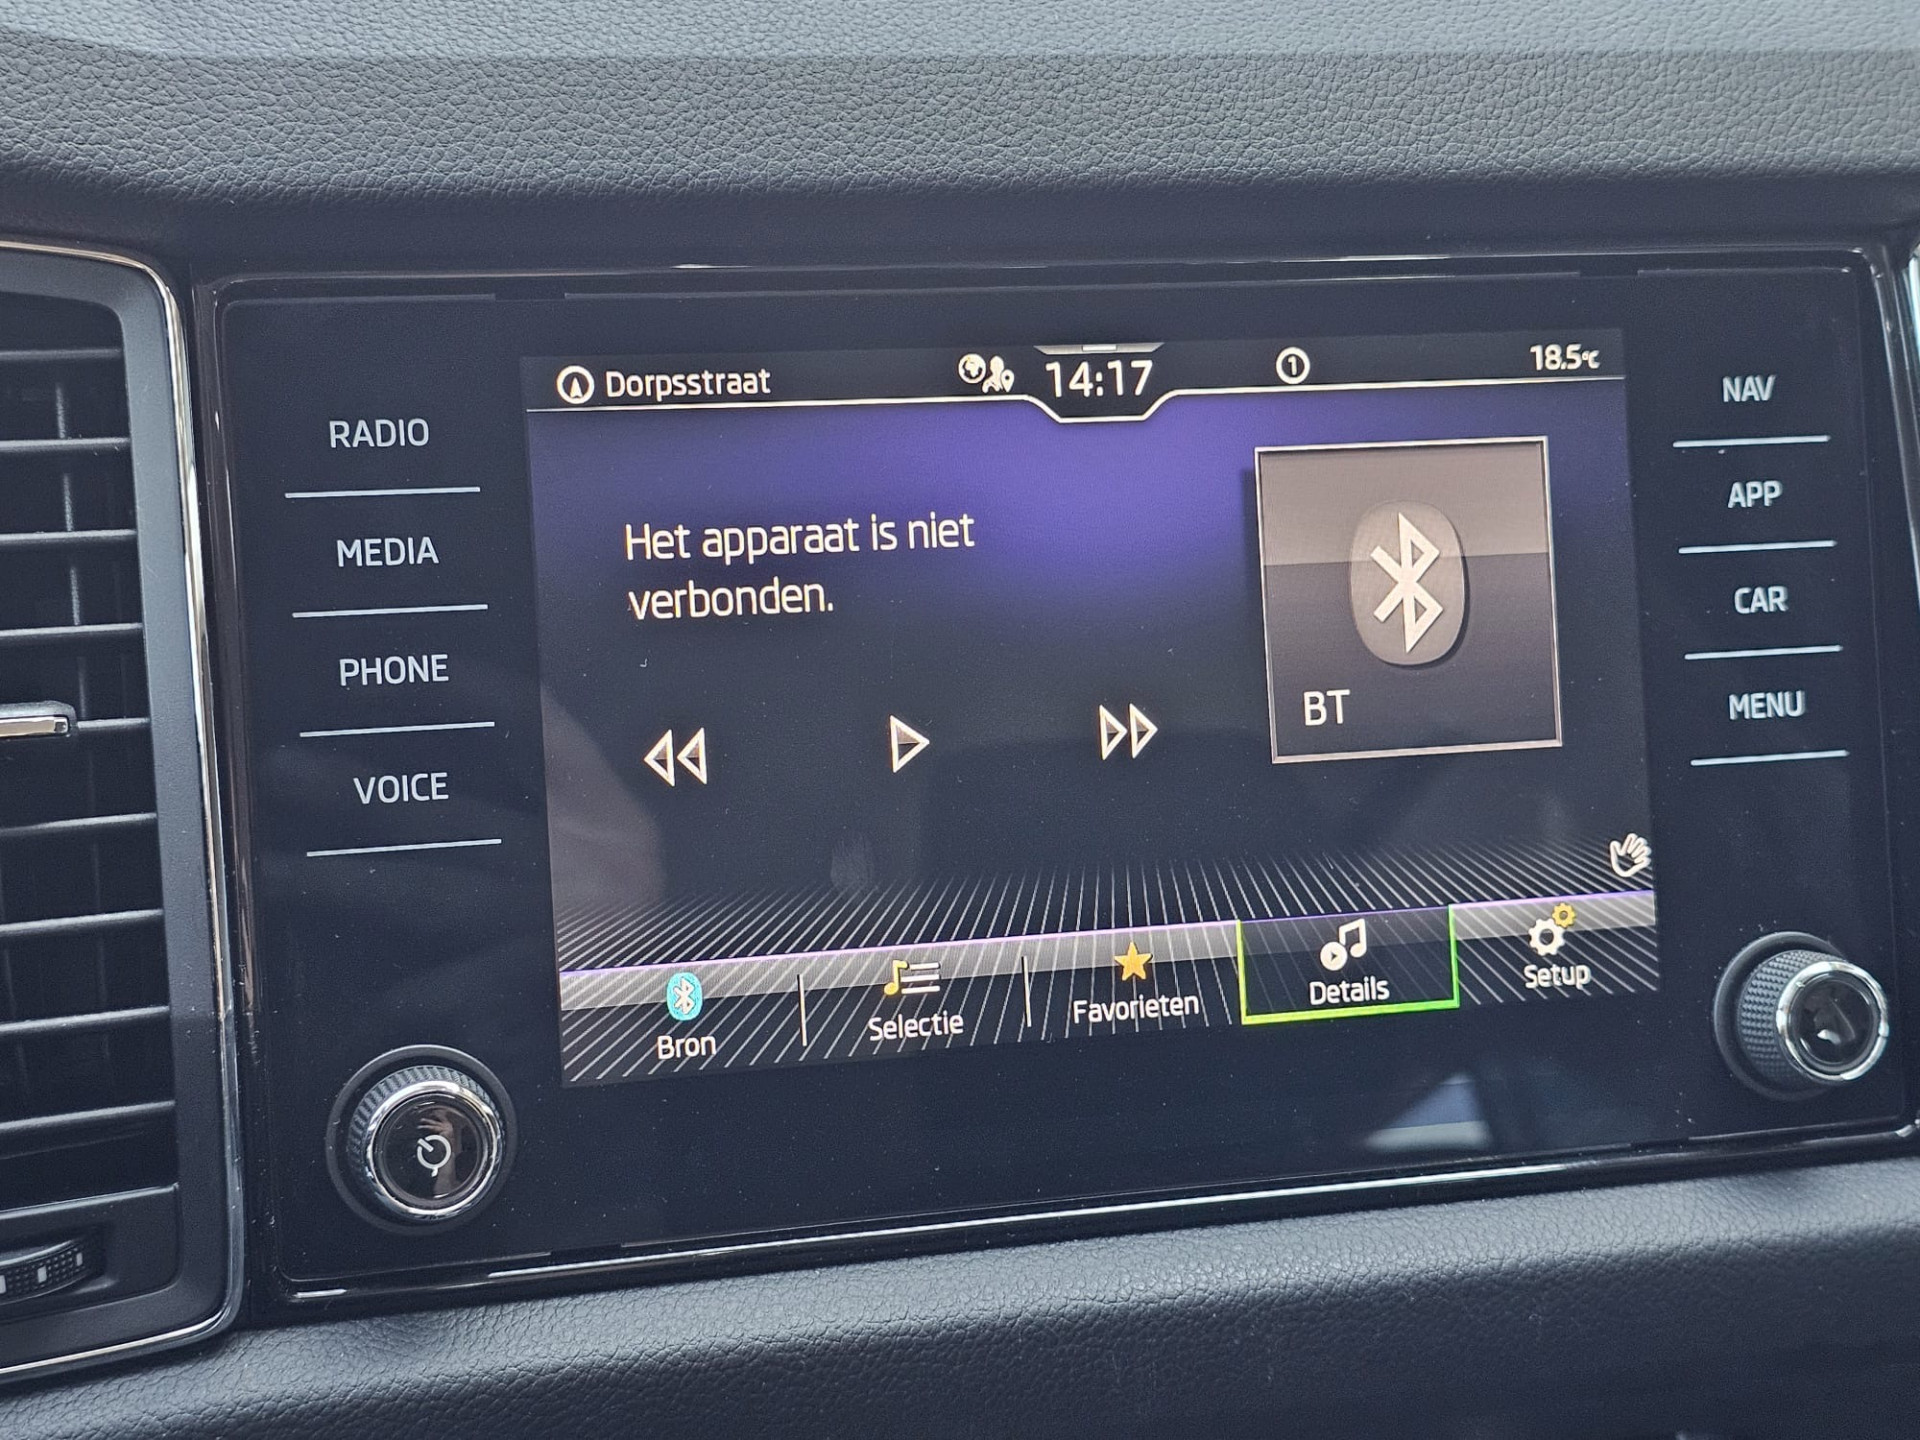 Dorpsstraat
14:17
1
18.5°C
RADIO
MEDIA
PHONE
VOICE
Het apparaat is niet
verbonden.
BT
Bron
Selectie
Favorieten
Details
Setup
NAV
APP
CAR
MENU